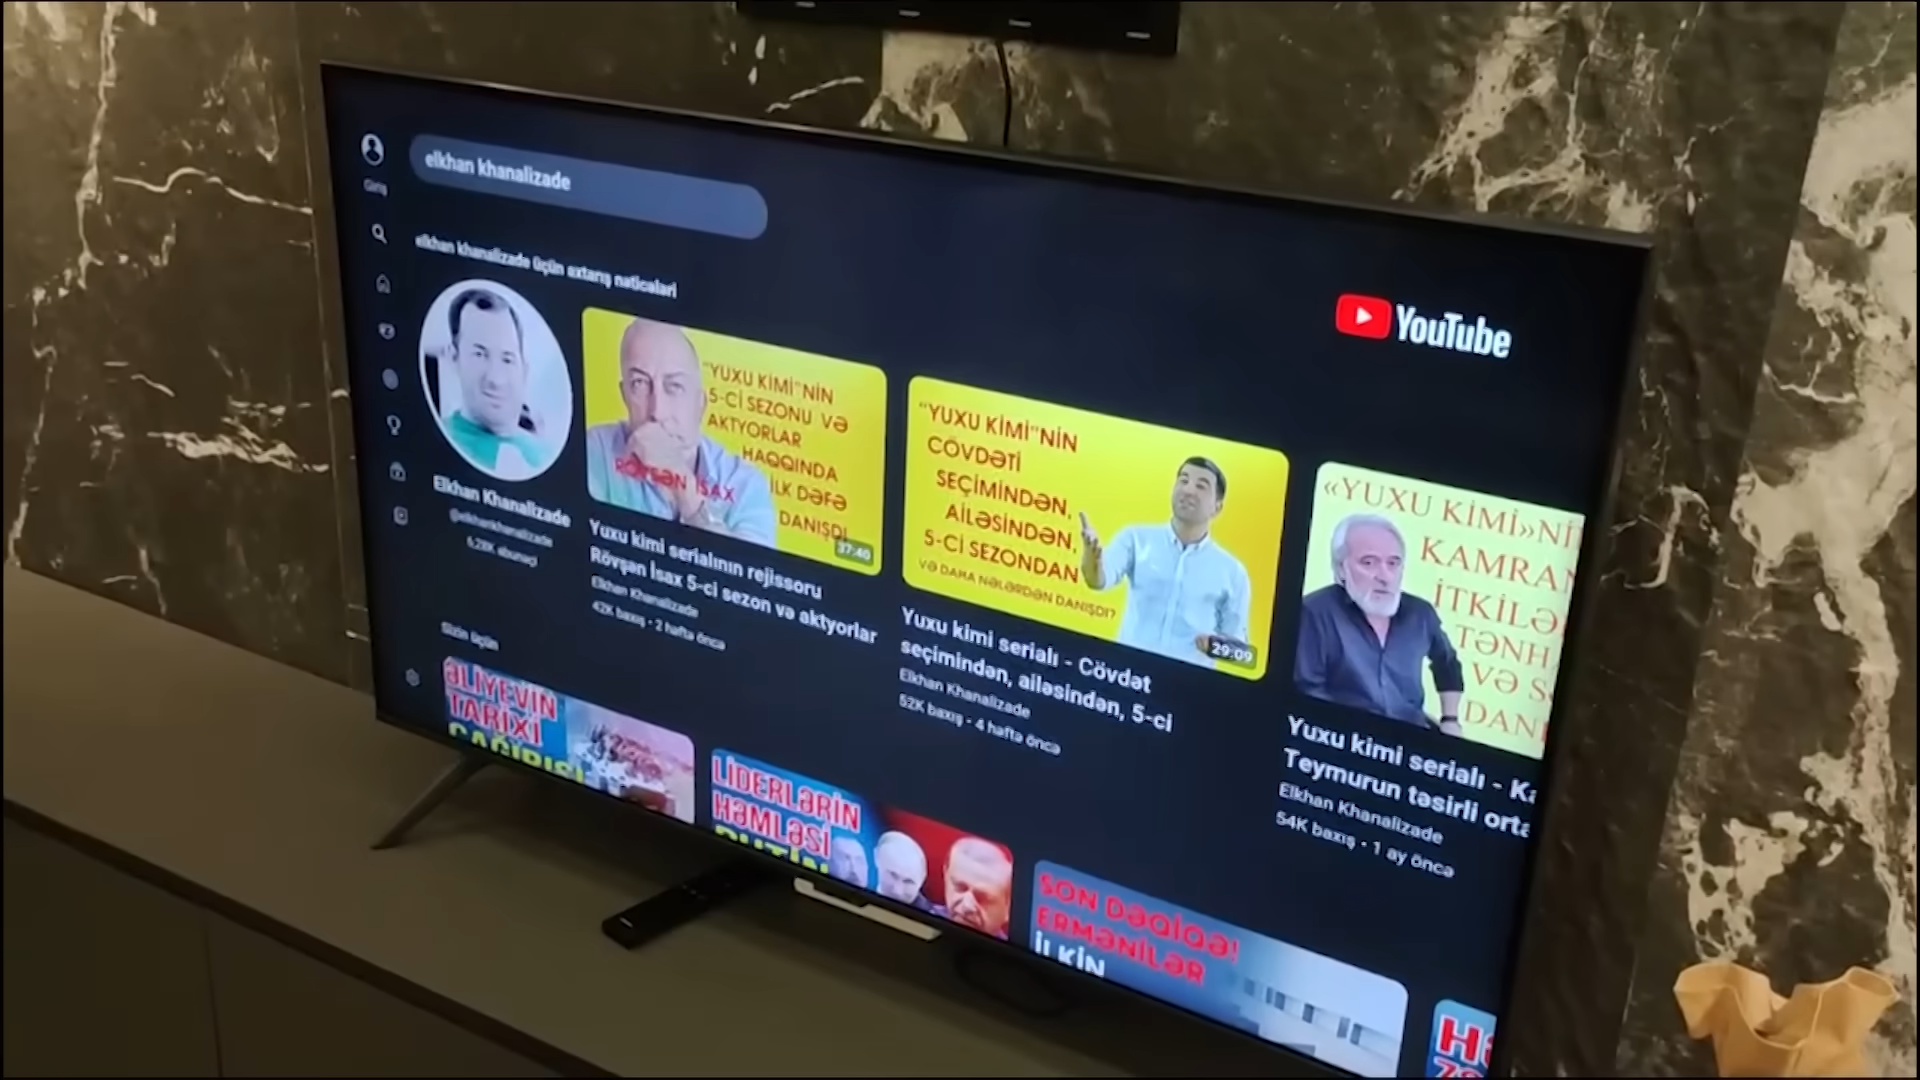 elkhan khanalizade
Giriş
elkhan khanalizade üçün axtarış nəticələri
YouTube
Elkhan Khanalizade
@elkhankhanalizade
6,28K abunəçi
"YUXU KİMİ"NİN
5-Cİ SEZONU VƏ
AKTYORLAR
HAQQINDA
İLK DƏFƏ
DANIŞDI
RÖVŞƏN İSAX
37:40
Yuxu kimi serialının rejissoru
Rövşən İsax 5-ci sezon və aktyorlar
Elkhan Khanalizade
42K baxış • 2 həftə öncə
"YUXU KİMİ"NİN
CÖVDƏTİ
SEÇİMİNDƏN,
AİLƏSİNDƏN,
5-Cİ SEZONDAN
VƏ DAHA NƏLƏRDƏN DANIŞDI?
29:09
Yuxu kimi serialı - Cövdət
seçimindən, ailəsindən, 5-ci
Elkhan Khanalizade
52K baxış • 4 həftə öncə
«YUXU KİMİ»Nİ
KAMRAN
İTKİLƏ
TƏNH
VƏ S
DANI
Yuxu kimi serialı - Ka
Teymurun təsirli orta
Elkhan Khanalizade
54K baxış • 1 ay öncə
Sizin üçün
ƏLİYEVİN
TARİXİ
ÇAĞIRIŞI
LİDERLƏRİN
HƏMLƏSİ
PUTİN
SON DƏQİQƏ!
ERMƏNİLƏR
İLKİN